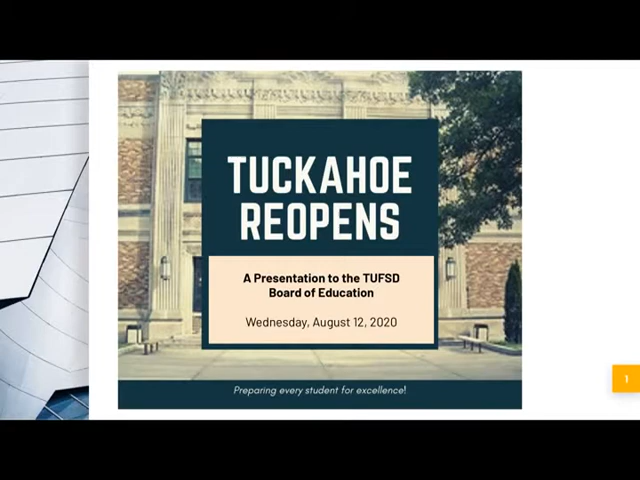 TUCKAHOE
REOPENS
A Presentation to the TUFSD
Board of Education
Wednesday, August 12, 2020
Preparing every student for excellence!
1